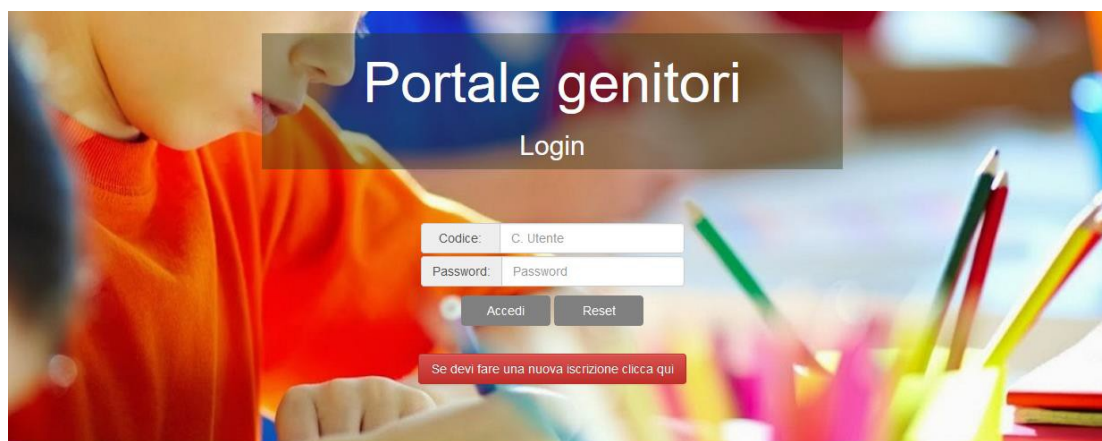 Portale genitori
Login
Codice: C. Utente
Password: Password
Accedi Reset
Se devi fare una nuova iscrizione clicca qui